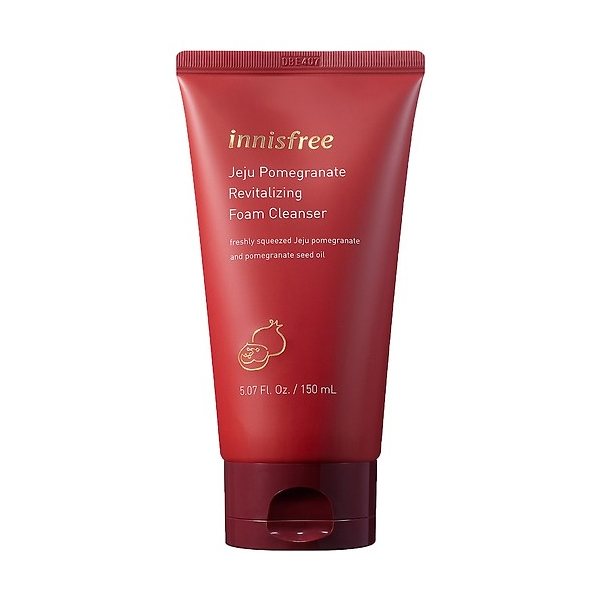 DBE407
innisfree
Jeju Pomegranate
Revitalizing
Foam Cleanser
freshly squeezed Jeju pomegranate
and pomegranate seed oil
5.07 Fl. Oz. / 150 mL